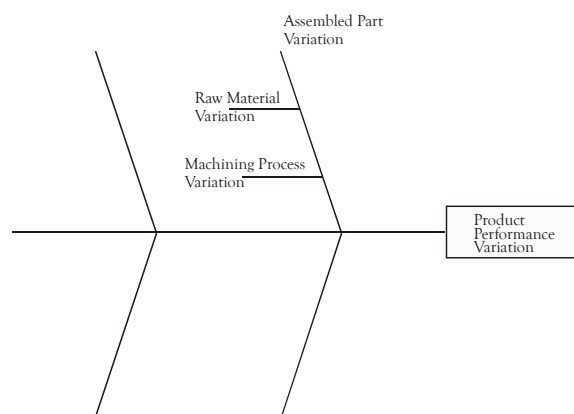 Assembled Part
Variation
Raw Material
Variation
Machining Process
Variation
Product
Performance
Variation